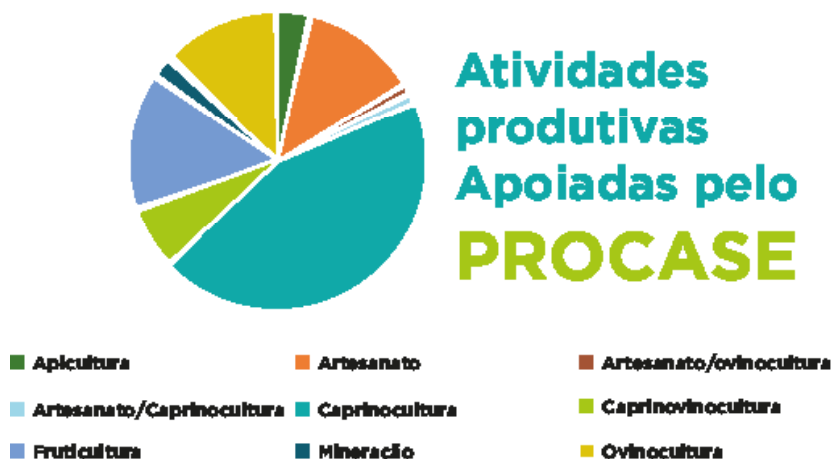 Atividades
produtivas
Apoiadas pelo
PROCASE
Apicultura
Artesanato
Artesanato/ovinocultura
Artesanato/Caprinocultura
Caprinocultura
Caprinovinocultura
Fruticultura
Mineração
Ovinocultura